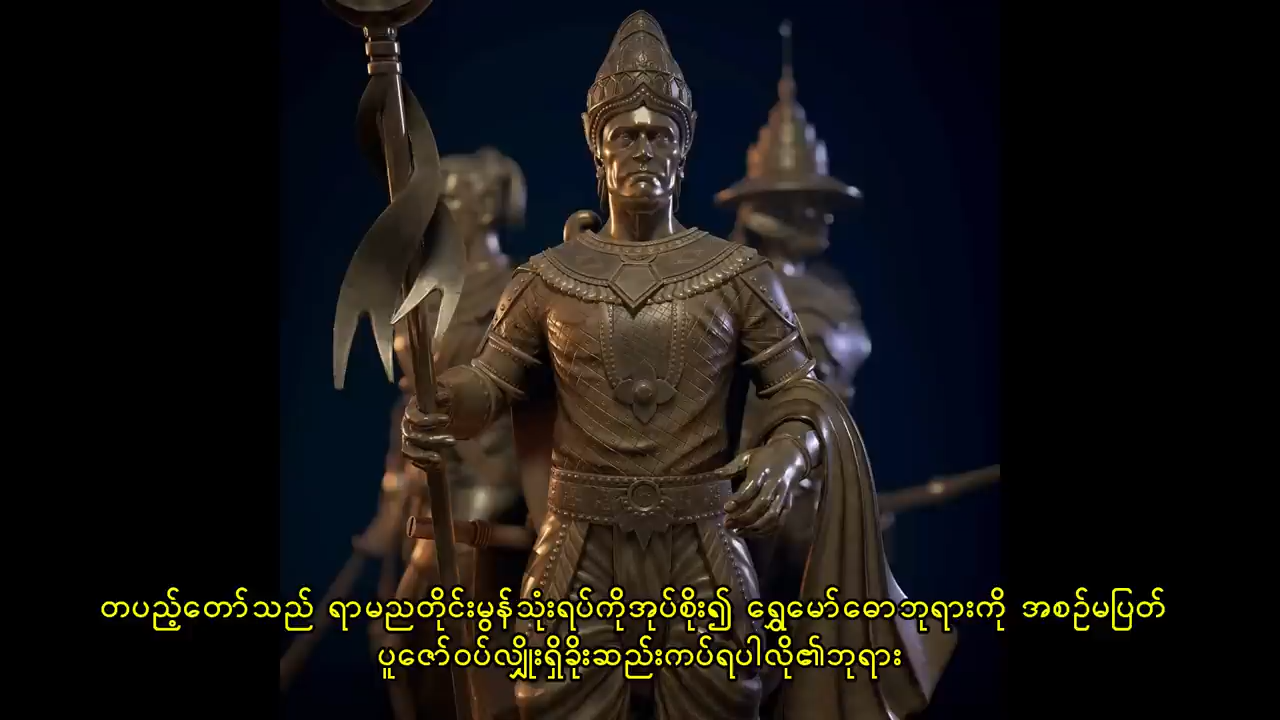 တပည့်တော်သည် ရာမညတိုင်းမွန်သုံးရပ်ကိုအုပ်စိုး၍ ရွှေမော်ဓောဘုရားကို အစဉ်မပြတ်
ပူဇော်ဝပ်လျှိုးရှိခိုးဆည်းကပ်ရပါလို၏ဘုရား